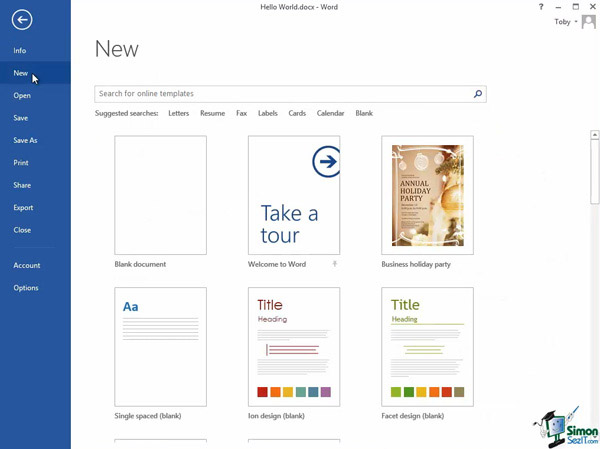 Hello World.docx - Word
?
Toby
Info
New
Open
Save
Save As
Print
Share
Export
Close
Account
Options
New
Search for online templates
Suggested searches: Letters Resume Fax Labels Cards Calendar Blank
Take a
tour
ANNUAL
HOLIDAY
PARTY
Blank document Welcome to Word Business holiday party
Aa
Title
Heading
Title
Heading
Single spaced (blank) Ion design (blank) Facet design (blank)
Simon
SezIT.com